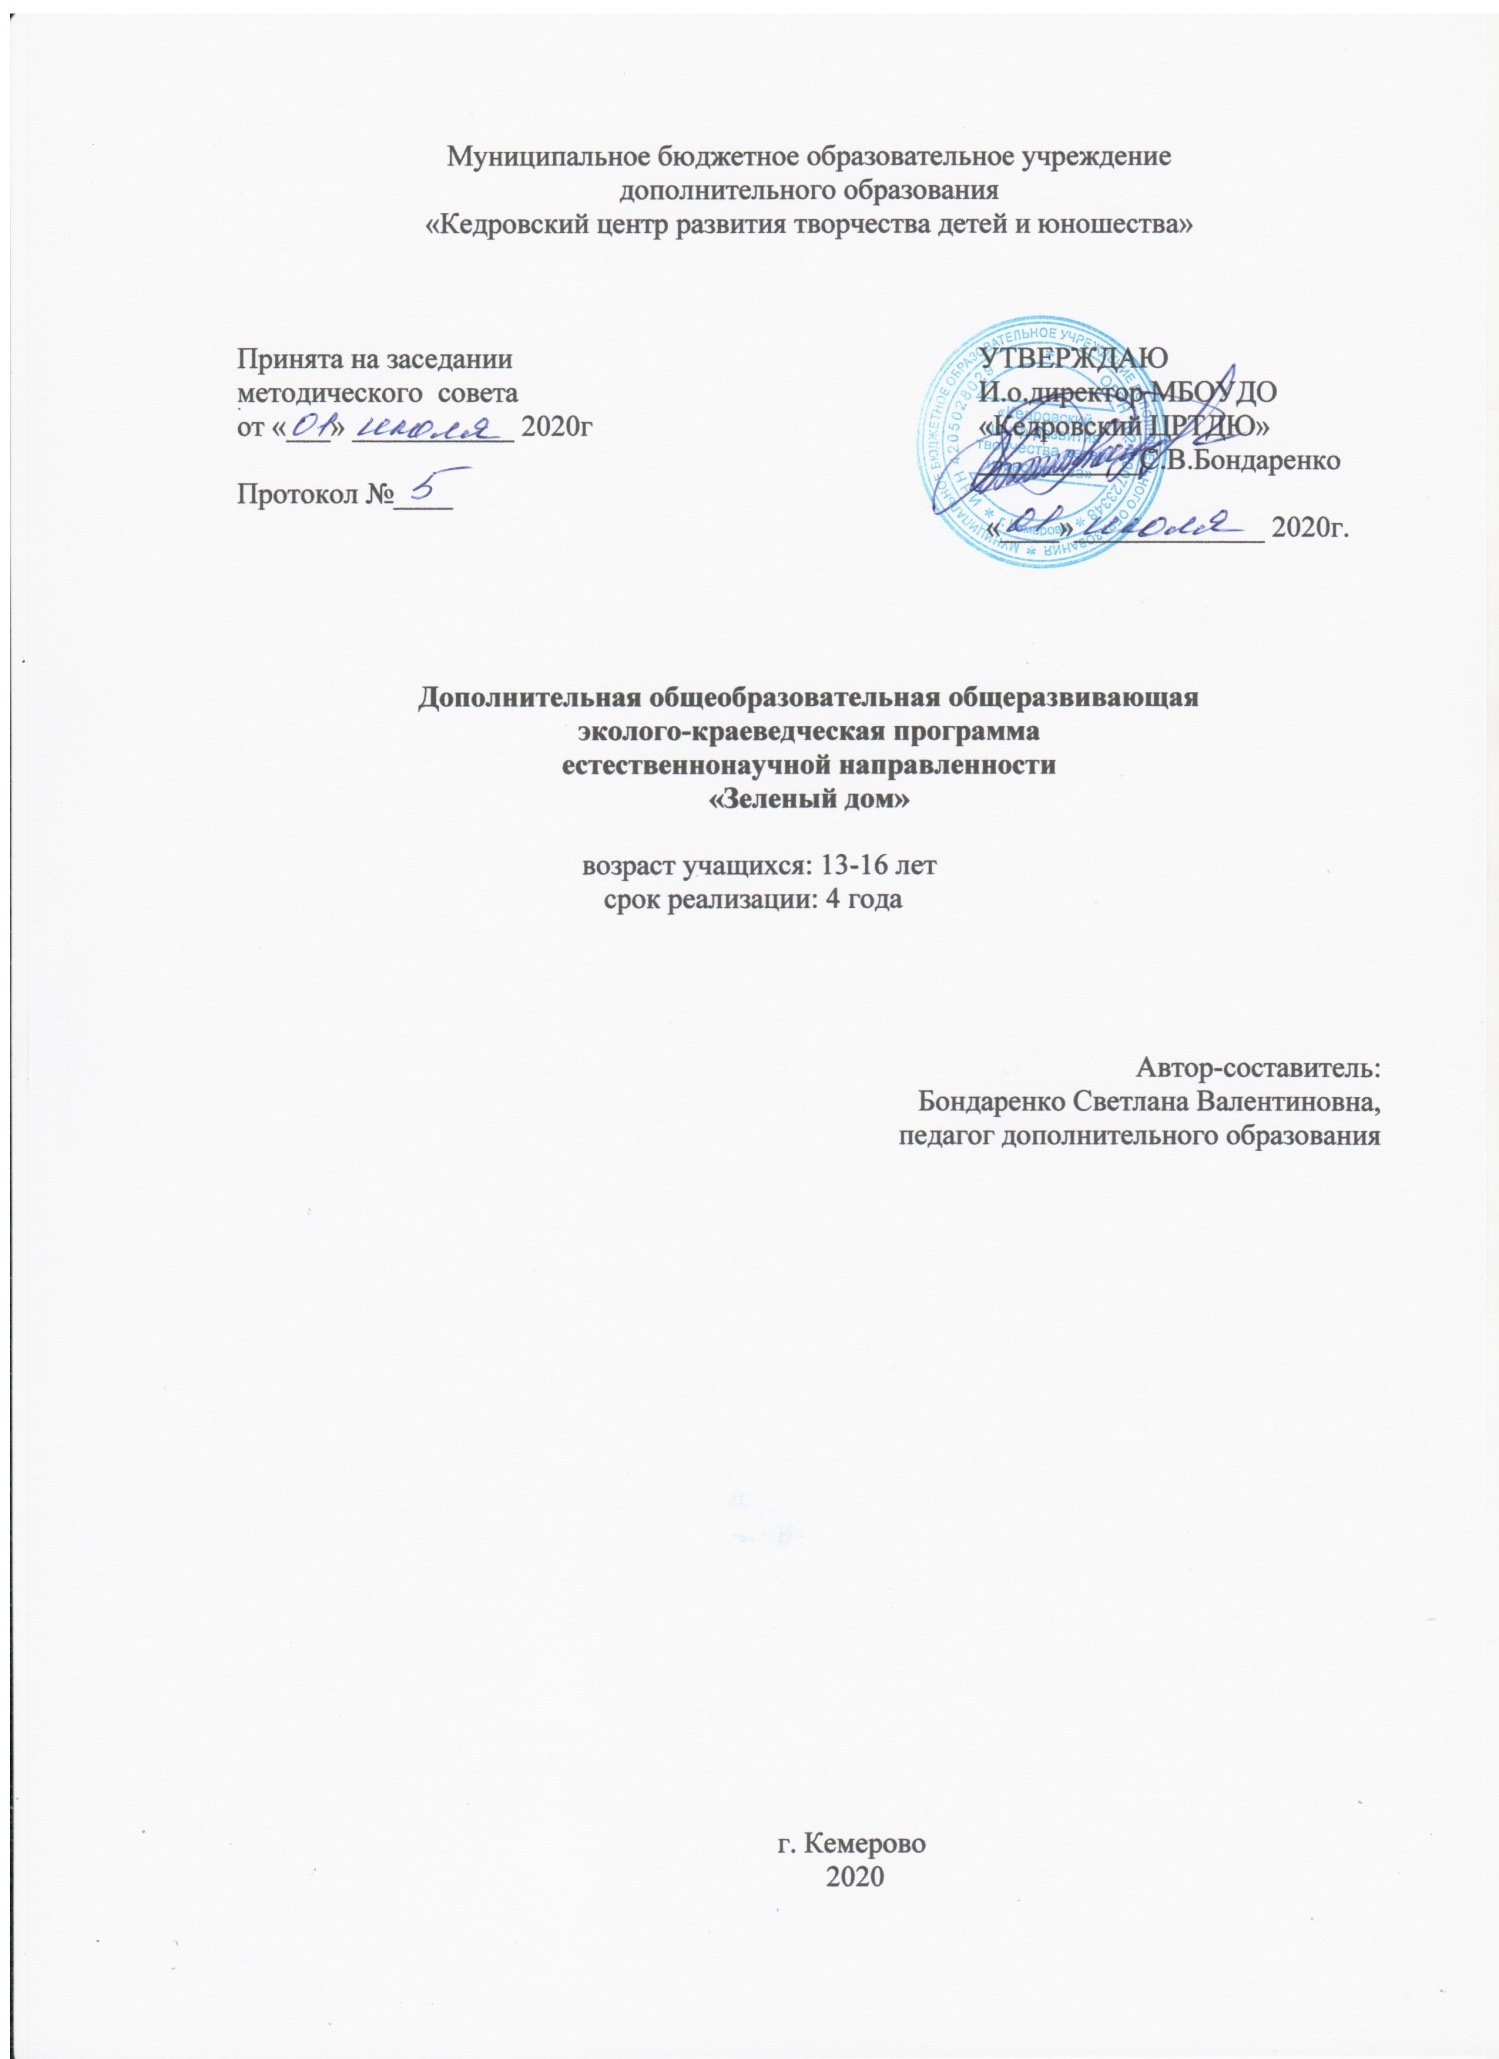 Муниципальное бюджетное образовательное учреждение
дополнительного образования
«Кедровский центр развития творчества детей и юношества»
Принята на заседании
методического совета
от «01» июля 2020г
Протокол № 5
УТВЕРЖДАЮ
И.о.директор МБОУДО
«Кедровский ЦРТДЮ»
С.В.Бондаренко
«01» июля 2020г.
Дополнительная общеобразовательная общеразвивающая
эколого-краеведческая программа
естественнонаучной направленности
«Зеленый дом»
возраст учащихся: 13-16 лет
срок реализации: 4 года
Автор-составитель:
Бондаренко Светлана Валентиновна,
педагог дополнительного образования
г. Кемерово
2020